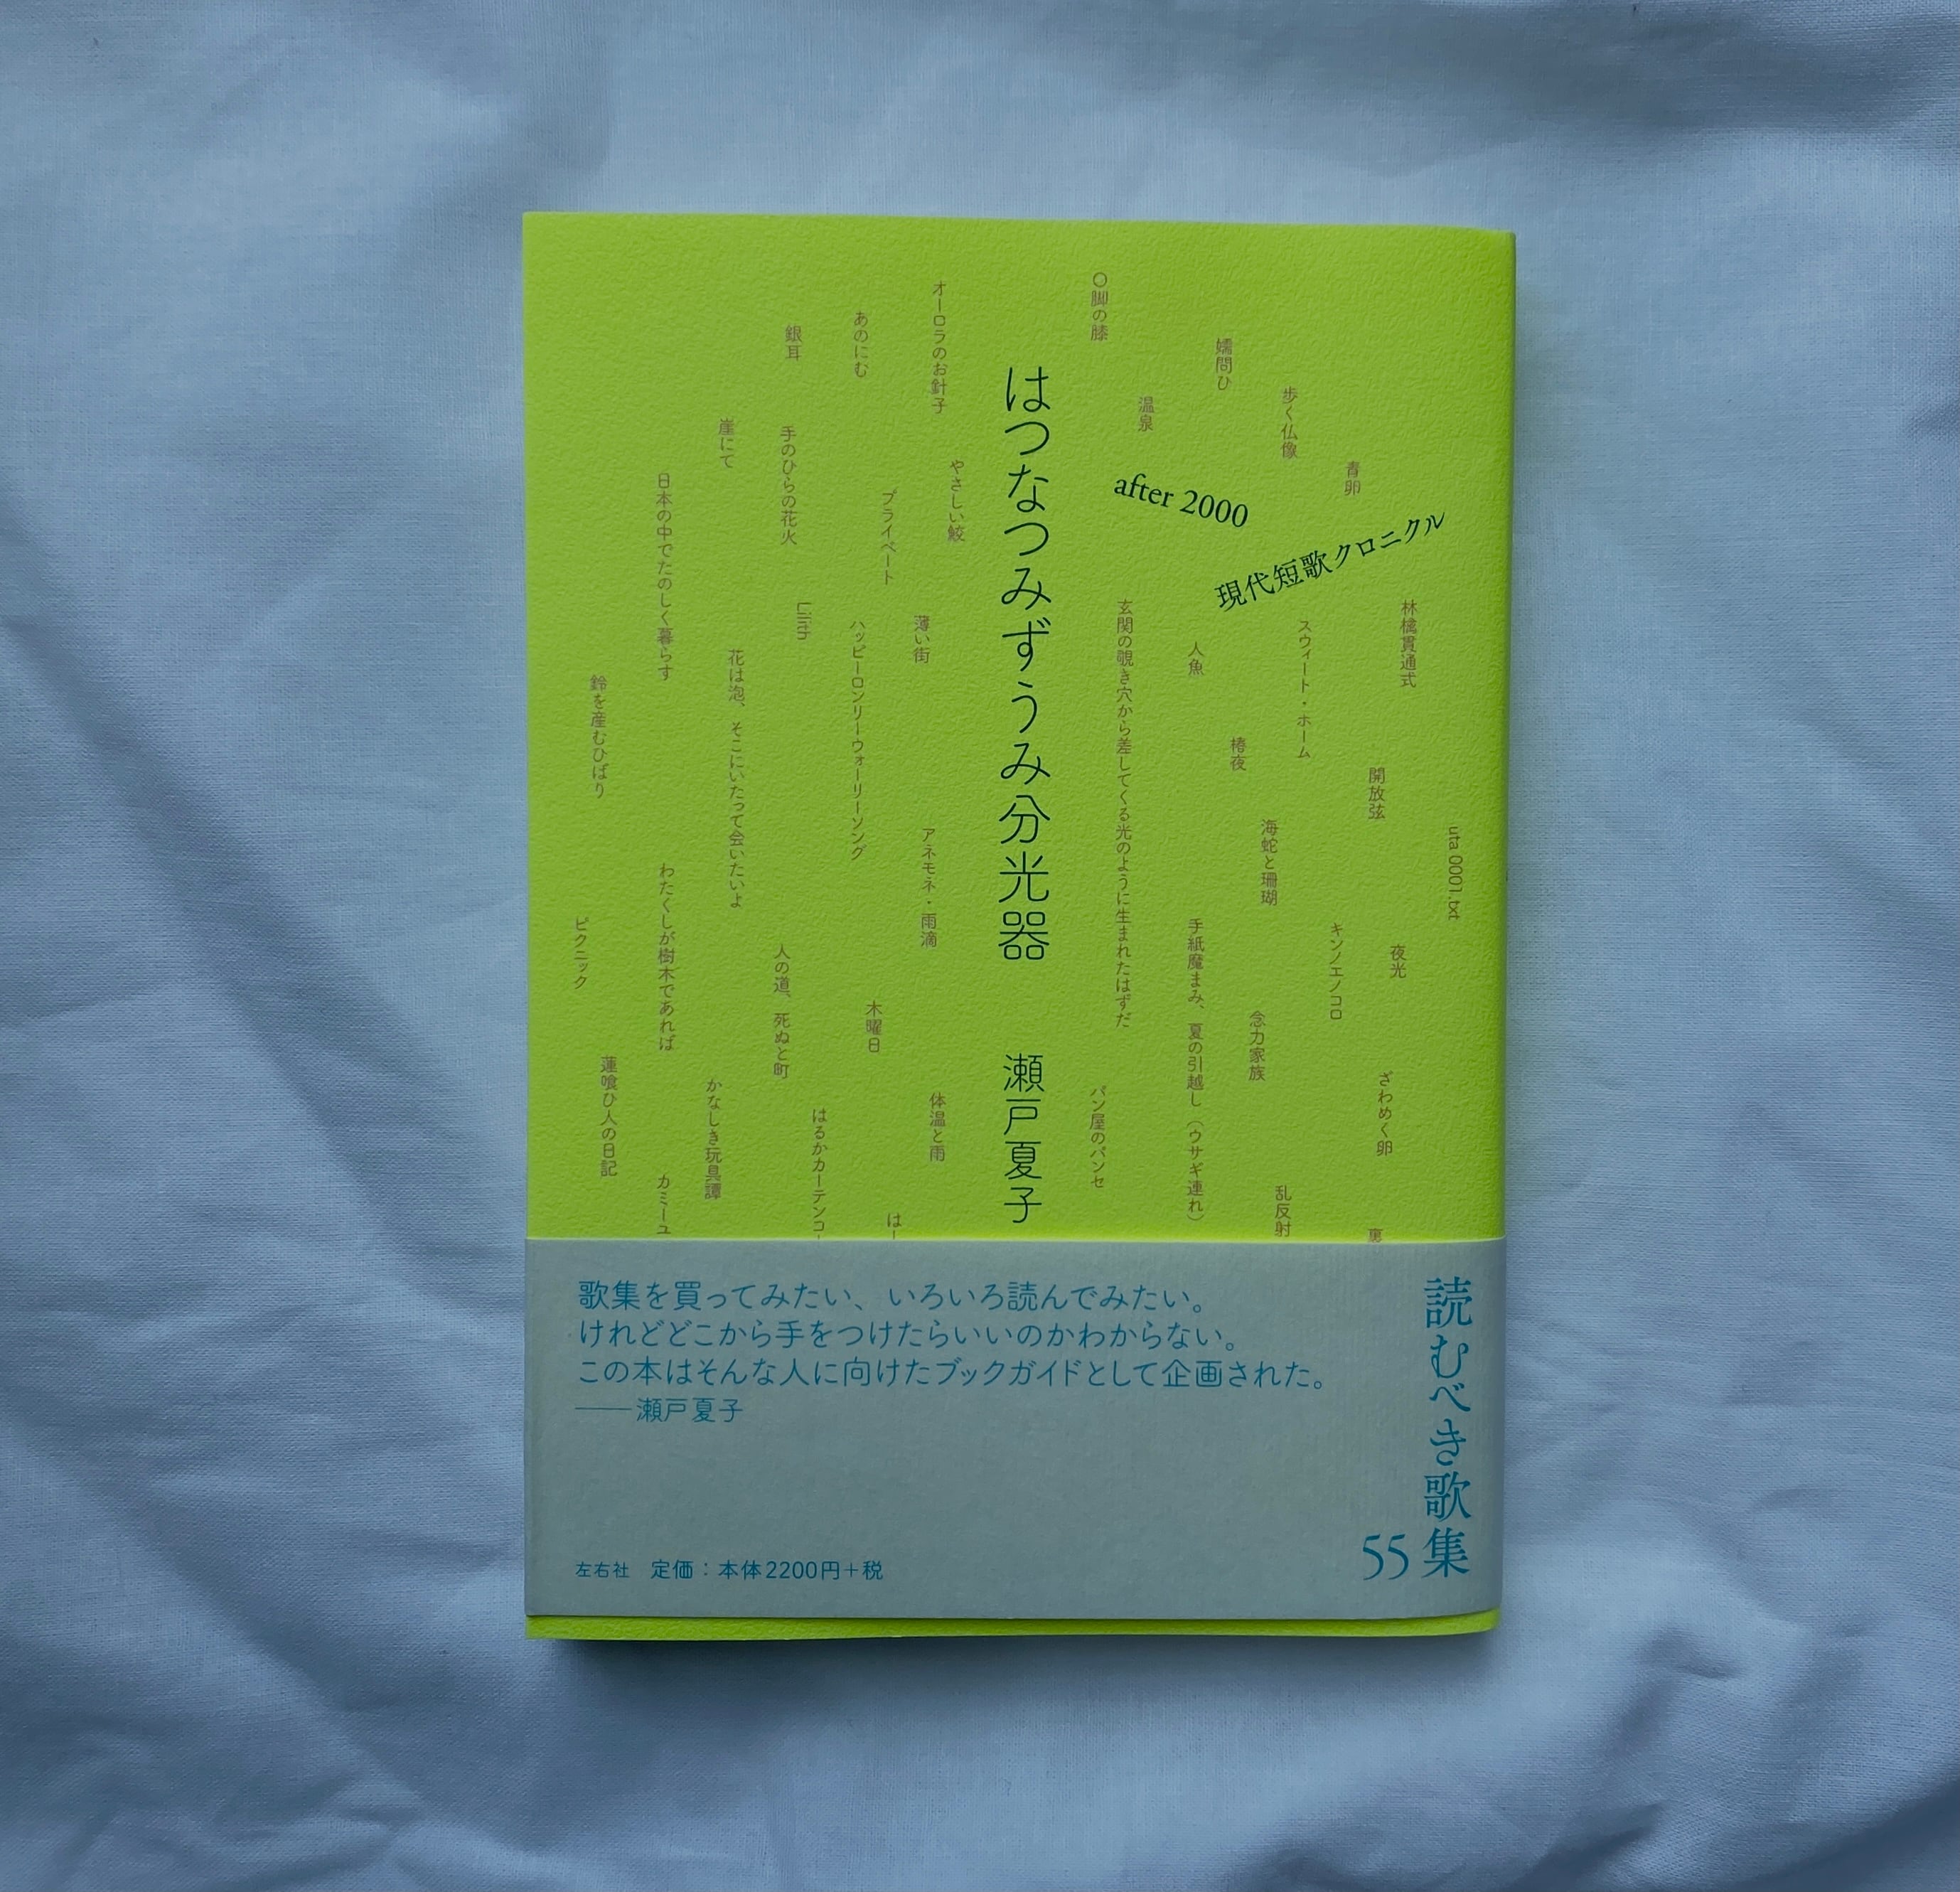 はつなつみずうみ分光器
瀬戸夏子
after 2000
現代短歌クロニクル
uta 0001.txt
林檎貫通式
開放弦
夜光
ざわめく卵
裏
青卵
歩く仏像
スウィート・ホーム
キンノエノコロ
乱反射
嬬問ひ
椿夜
海蛇と珊瑚
念力家族
温泉
人魚
手紙魔まみ、夏の引越し（ウサギ連れ）
O脚の膝
玄関の覗き穴から差してくる光のように生まれたはずだ
パン屋のパンセ
オーロラのお針子
やさしい鮫
薄い街
アネモネ・雨滴
体温と雨
あのにむ
プライベート
ハッピーロンリーウォーリーソング
木曜日
はー
銀耳
手のひらの花火
Lilith
人の道、死ぬと町
はるかカーテンコー
崖にて
花は泡、そこにいたって会いたいよ
かなしき玩具譚
日本の中でたのしく暮らす
わたくしが樹木であれば
カミーユ
鈴を産むひばり
ピクニック
蓮喰ひ人の日記
読むべき歌集
55
歌集を買ってみたい、いろいろ読んでみたい。
けれどどこから手をつけたらいいのかわからない。
この本はそんな人に向けたブックガイドとして企画された。
——瀬戸夏子
左右社 定価：本体2200円+税